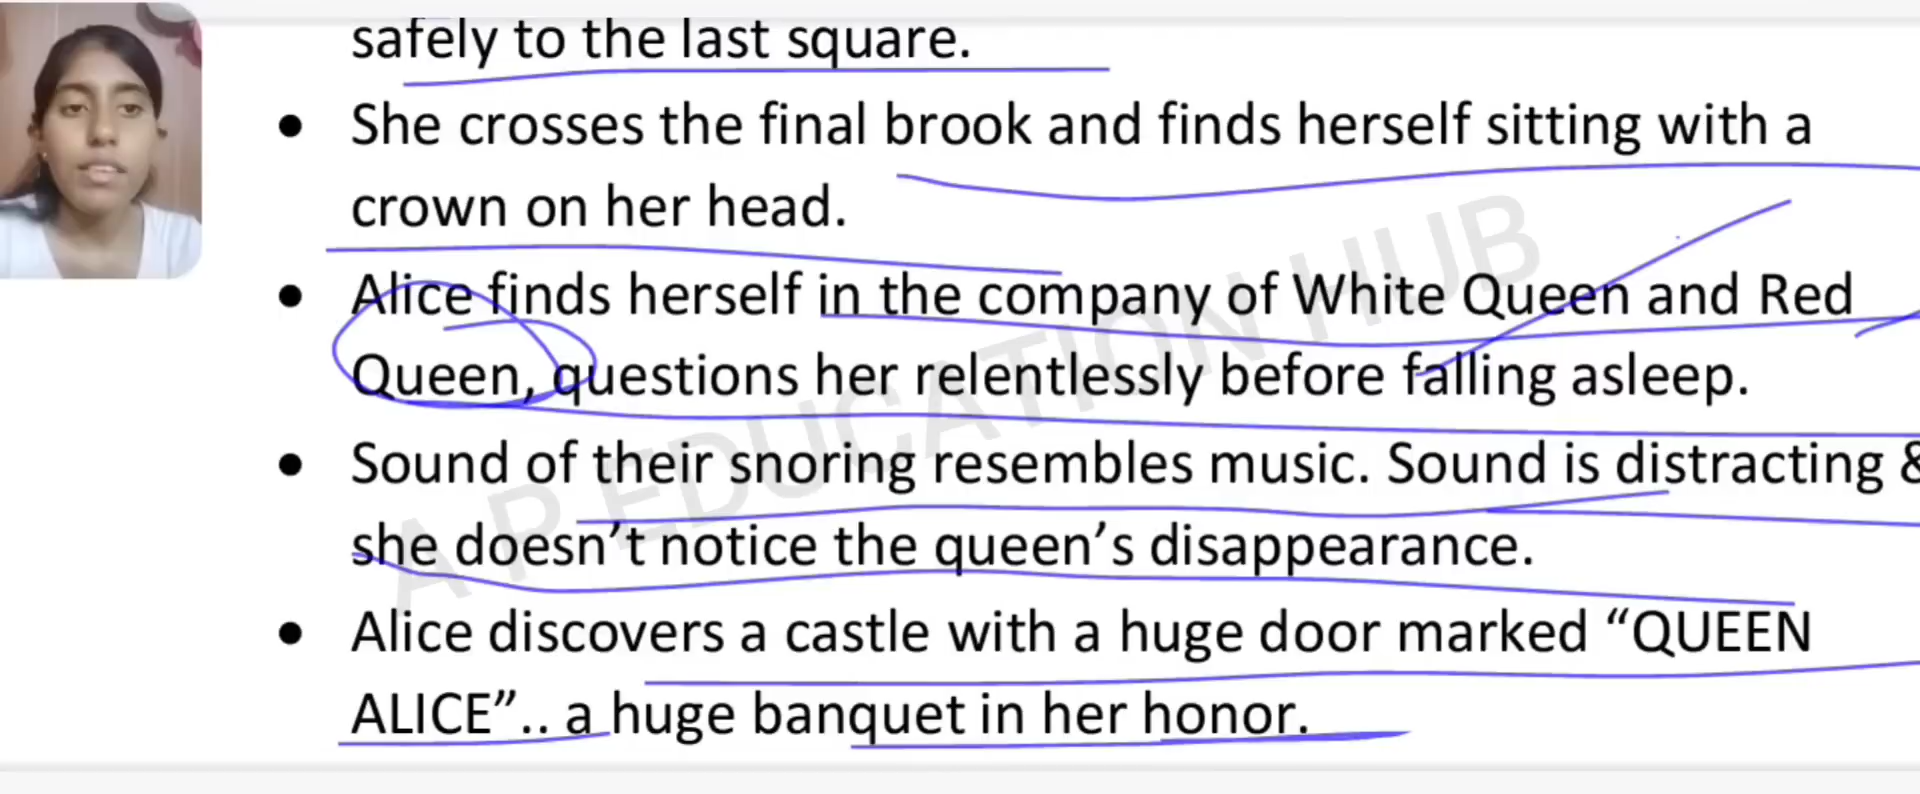 safely to the last square.
• She crosses the final brook and finds herself sitting with a
crown on her head.
• Alice finds herself in the company of White Queen and Red
Queen, questions her relentlessly before falling asleep.
• Sound of their snoring resembles music. Sound is distracting &
she doesn’t notice the queen’s disappearance.
• Alice discovers a castle with a huge door marked “QUEEN
ALICE”.. a huge banquet in her honor.
A P EDUCATION HUB